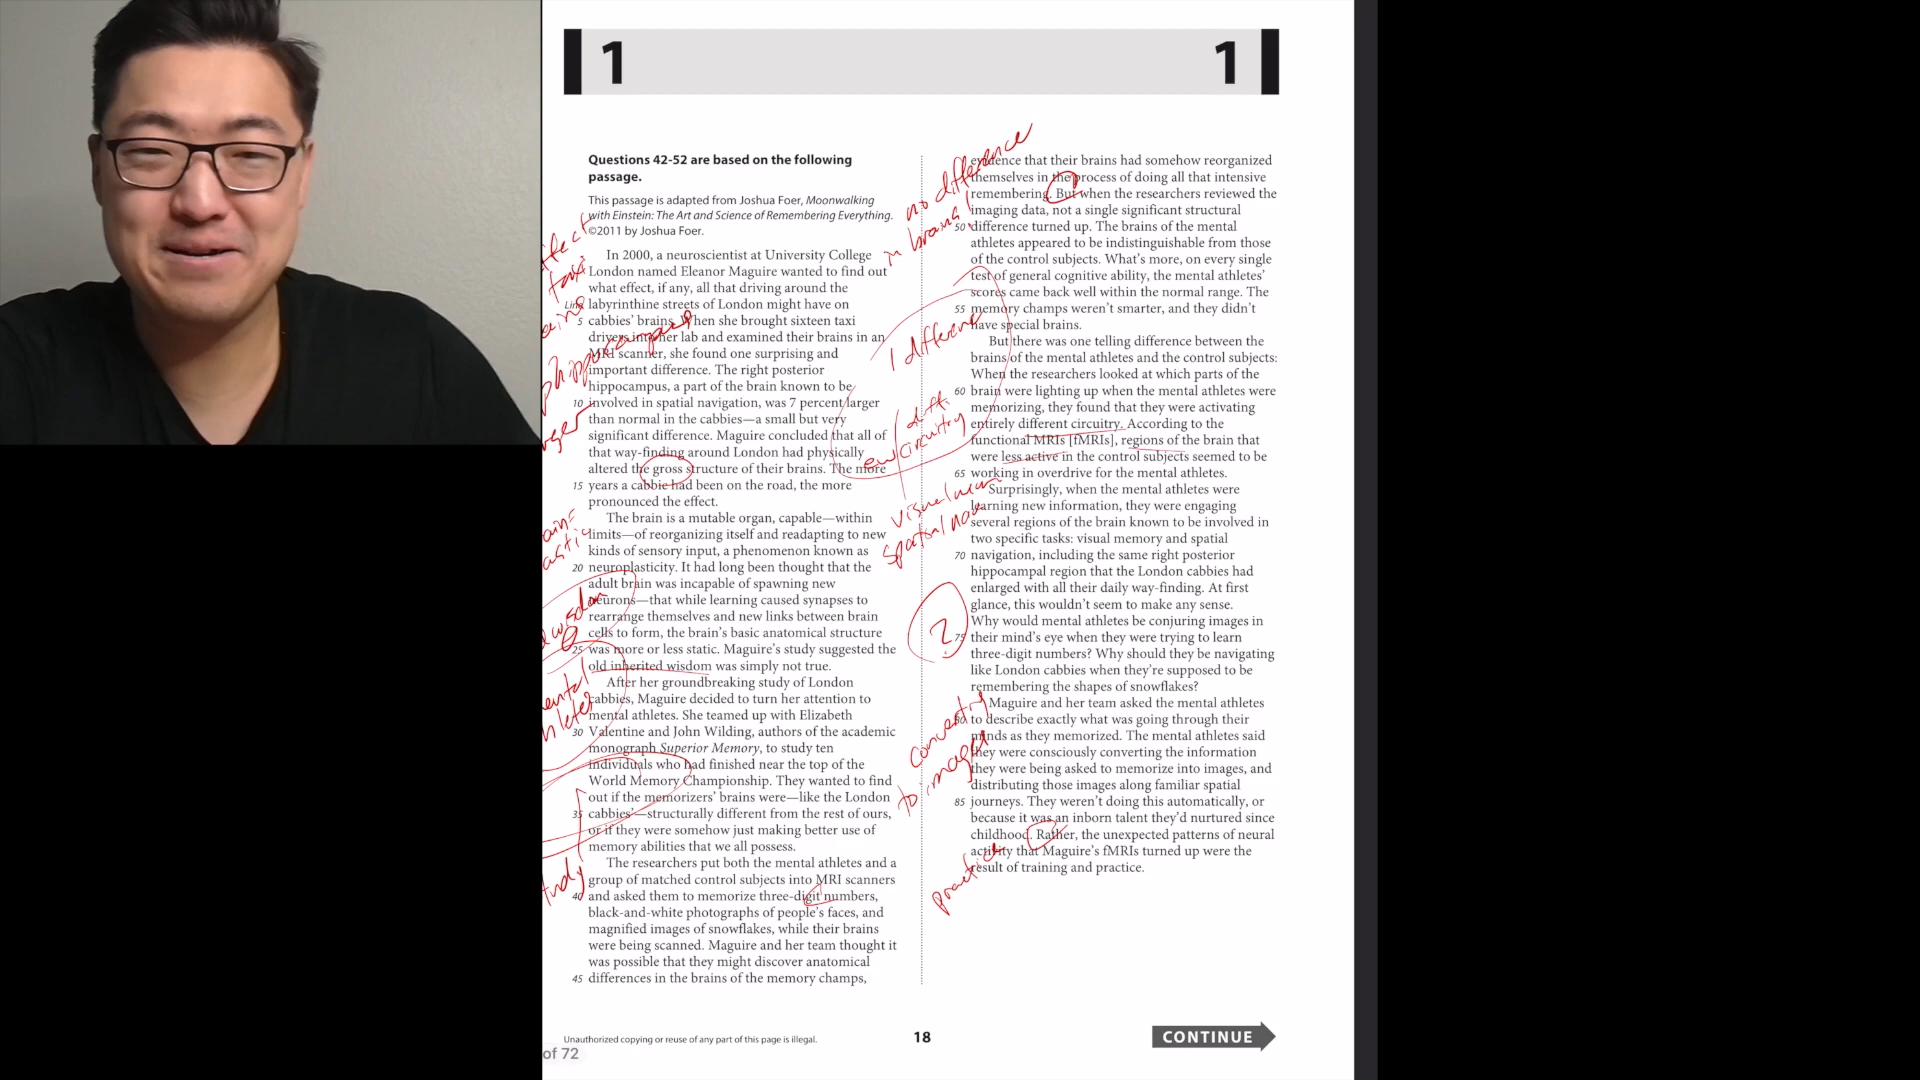 1 1
Questions 42-52 are based on the following
passage.
This passage is adapted from Joshua Foer, Moonwalking
with Einstein: The Art and Science of Remembering Everything.
©2011 by Joshua Foer.
In 2000, a neuroscientist at University College
London named Eleanor Maguire wanted to find out
what effect, if any, all that driving around the
Line labyrinthine streets of London might have on
5 cabbies' brains. When she brought sixteen taxi
drivers into her lab and examined their brains in an
MRI scanner, she found one surprising and
important difference. The right posterior
hippocampus, a part of the brain known to be
10 involved in spatial navigation, was 7 percent larger
than normal in the cabbies—a small but very
significant difference. Maguire concluded that all of
that way-finding around London had physically
altered the gross structure of their brains. The more
15 years a cabbie had been on the road, the more
pronounced the effect.
The brain is a mutable organ, capable—within
limits—of reorganizing itself and readapting to new
kinds of sensory input, a phenomenon known as
20 neuroplasticity. It had long been thought that the
adult brain was incapable of spawning new
neurons—that while learning caused synapses to
rearrange themselves and new links between brain
cells to form, the brain's basic anatomical structure
25 was more or less static. Maguire's study suggested the
old inherited wisdom was simply not true.
After her groundbreaking study of London
cabbies, Maguire decided to turn her attention to
mental athletes. She teamed up with Elizabeth
30 Valentine and John Wilding, authors of the academic
monograph Superior Memory, to study ten
individuals who had finished near the top of the
World Memory Championship. They wanted to find
out if the memorizers' brains were—like the London
35 cabbies'—structurally different from the rest of ours,
or if they were somehow just making better use of
memory abilities that we all possess.
The researchers put both the mental athletes and a
group of matched control subjects into MRI scanners
40 and asked them to memorize three-digit numbers,
black-and-white photographs of people's faces, and
magnified images of snowflakes, while their brains
were being scanned. Maguire and her team thought it
was possible that they might discover anatomical
45 differences in the brains of the memory champs,
evidence that their brains had somehow reorganized
themselves in the process of doing all that intensive
remembering. But when the researchers reviewed the
imaging data, not a single significant structural
50 difference turned up. The brains of the mental
athletes appeared to be indistinguishable from those
of the control subjects. What's more, on every single
test of general cognitive ability, the mental athletes'
scores came back well within the normal range. The
55 memory champs weren't smarter, and they didn't
have special brains.
But there was one telling difference between the
brains of the mental athletes and the control subjects:
When the researchers looked at which parts of the
60 brain were lighting up when the mental athletes were
memorizing, they found that they were activating
entirely different circuitry. According to the
functional MRIs [fMRIs], regions of the brain that
were less active in the control subjects seemed to be
65 working in overdrive for the mental athletes.
Surprisingly, when the mental athletes were
learning new information, they were engaging
several regions of the brain known to be involved in
two specific tasks: visual memory and spatial
70 navigation, including the same right posterior
hippocampal region that the London cabbies had
enlarged with all their daily way-finding. At first
glance, this wouldn't seem to make any sense.
Why would mental athletes be conjuring images in
75 their mind's eye when they were trying to learn
three-digit numbers? Why should they be navigating
like London cabbies when they're supposed to be
remembering the shapes of snowflakes?
Maguire and her team asked the mental athletes
80 to describe exactly what was going through their
minds as they memorized. The mental athletes said
they were consciously converting the information
they were being asked to memorize into images, and
distributing those images along familiar spatial
85 journeys. They weren't doing this automatically, or
because it was an inborn talent they'd nurtured since
childhood. Rather, the unexpected patterns of neural
activity that Maguire's fMRIs turned up were the
result of training and practice.
no difference
in brains!
1 difference
diff.
circuitry
visual mem
spatial nav
?
converting
to images
practice
hippocampus
Unauthorized copying or reuse of any part of this page is illegal.
18
CONTINUE
of 72